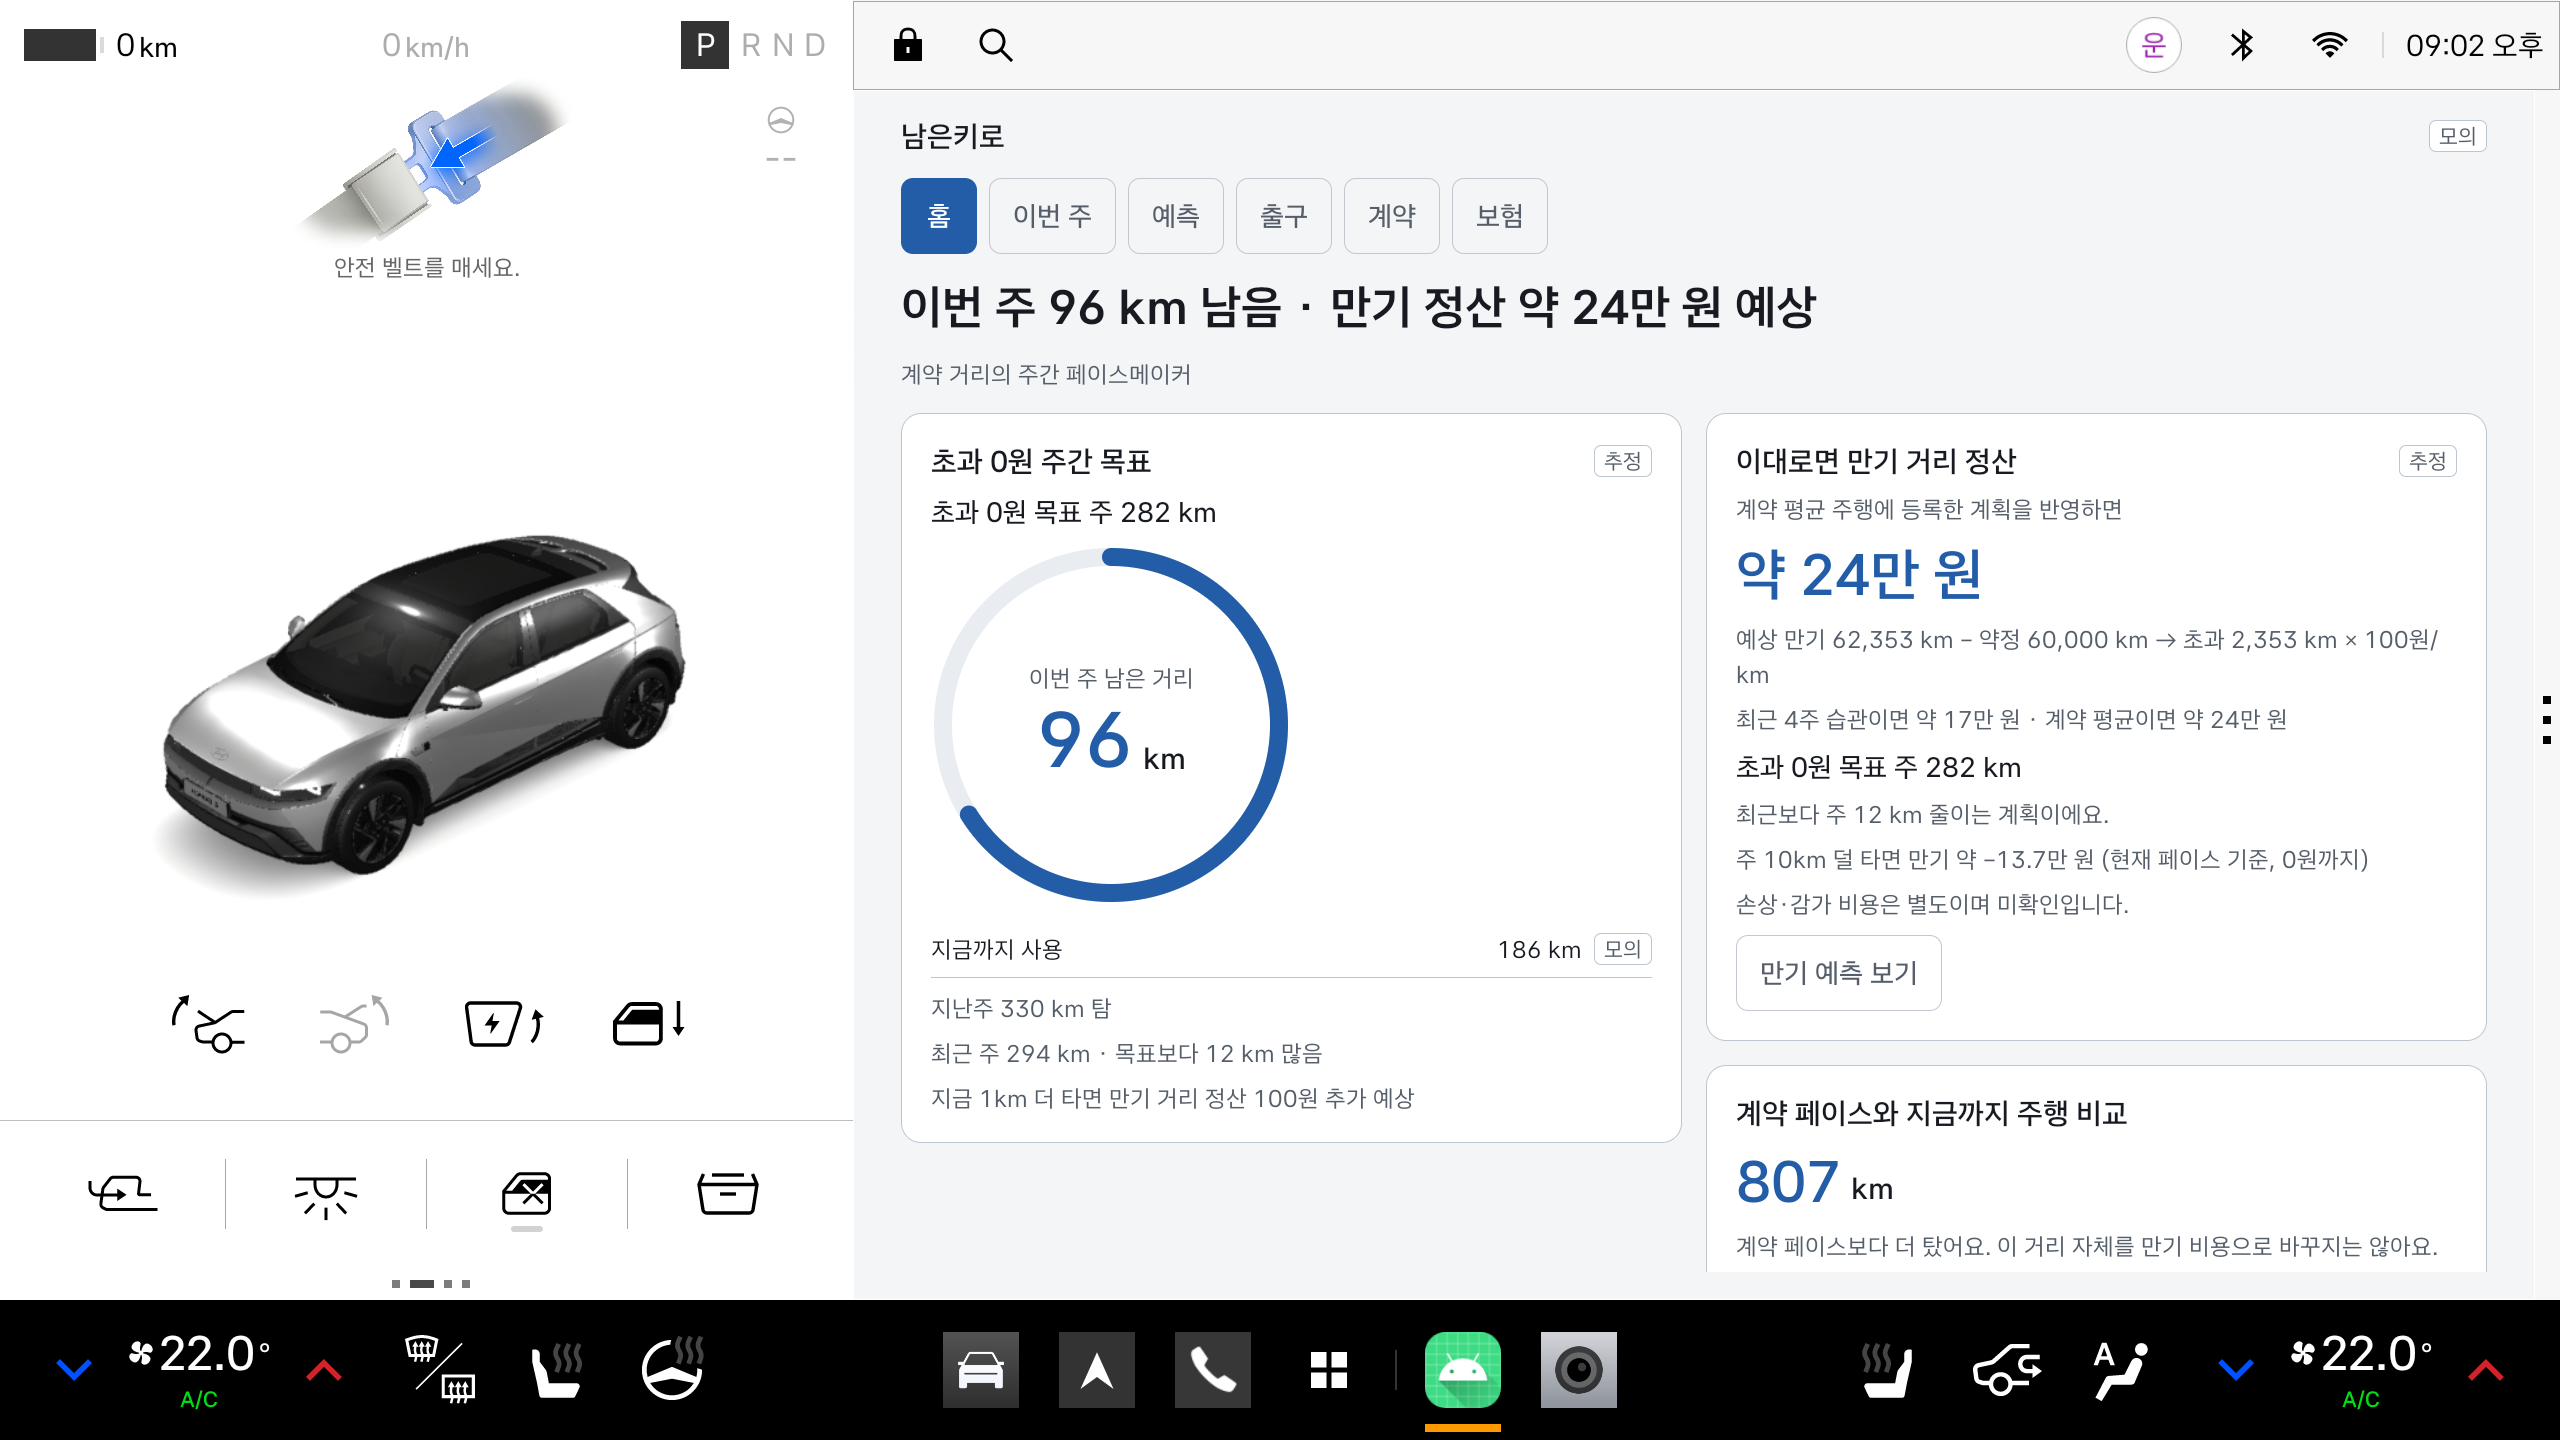 0 km
0 km/h
P R N D
안전 벨트를 매세요.
운
09:02 오후
남은키로
모의
홈
이번 주
예측
출구
계약
보험
이번 주 96 km 남음 · 만기 정산 약 24만 원 예상
계약 거리의 주간 페이스메이커
초과 0원 주간 목표
추정
초과 0원 목표 주 282 km
이번 주 남은 거리
96 km
지금까지 사용
186 km
모의
지난주 330 km 탐
최근 주 294 km · 목표보다 12 km 많음
지금 1km 더 타면 만기 거리 정산 100원 추가 예상
이대로면 만기 거리 정산
추정
계약 평균 주행에 등록한 계획을 반영하면
약 24만 원
예상 만기 62,353 km − 약정 60,000 km → 초과 2,353 km × 100원/
km
최근 4주 습관이면 약 17만 원 · 계약 평균이면 약 24만 원
초과 0원 목표 주 282 km
최근보다 주 12 km 줄이는 계획이에요.
주 10km 덜 타면 만기 약 −13.7만 원 (현재 페이스 기준, 0원까지)
손상·감가 비용은 별도이며 미확인입니다.
만기 예측 보기
계약 페이스와 지금까지 주행 비교
807 km
계약 페이스보다 더 탔어요. 이 거리 자체를 만기 비용으로 바꾸지는 않아요.
22.0°
A/C
A
22.0°
A/C